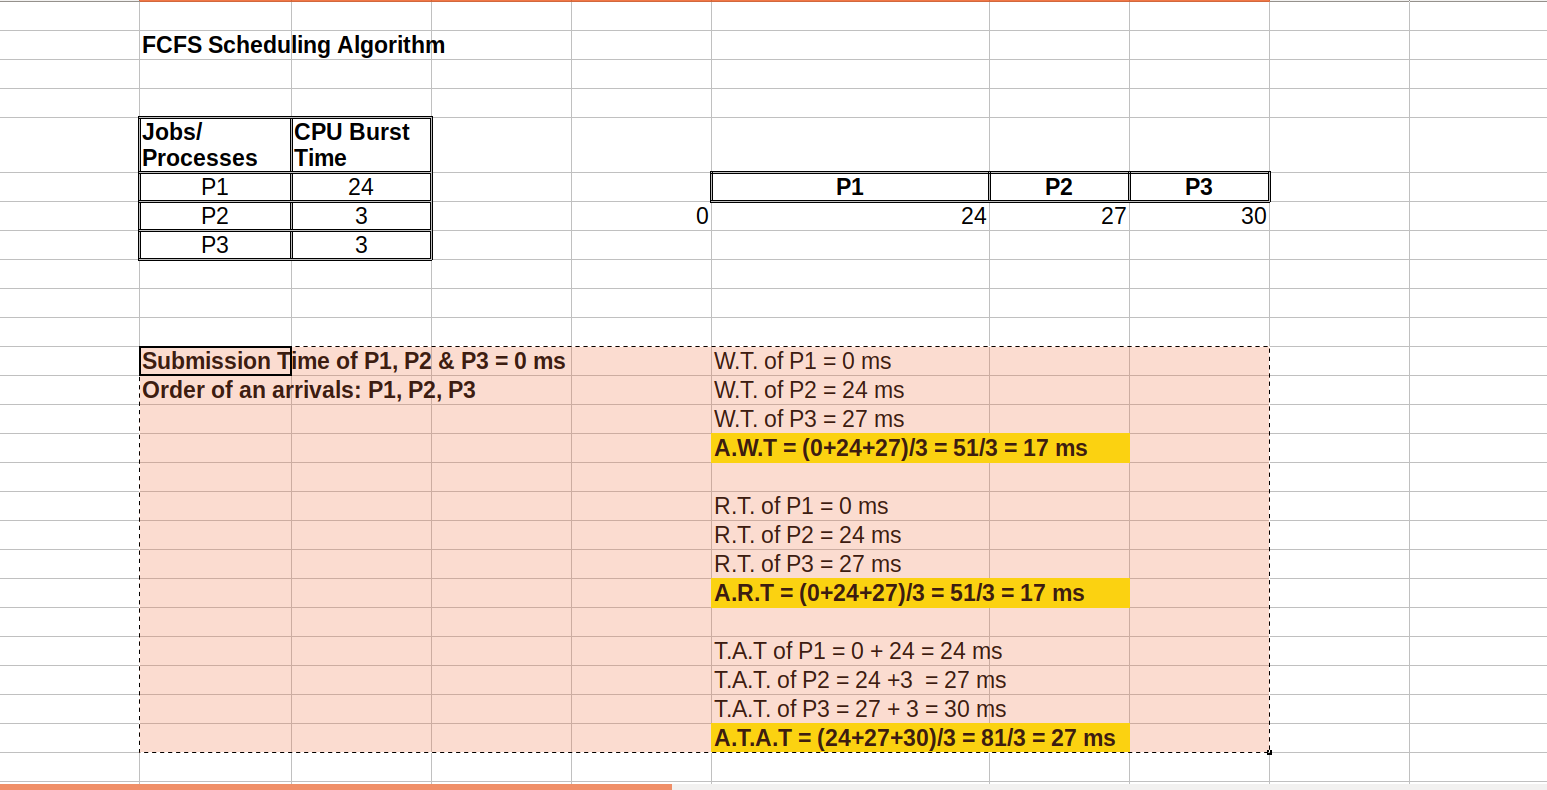 FCFS Scheduling Algorithm
Jobs/ Processes CPU Burst Time
P1 24
P2 3
P3 3
P1 P2 P3
0 24 27 30
Submission Time of P1, P2 & P3 = 0 ms
Order of an arrivals: P1, P2, P3
W.T. of P1 = 0 ms
W.T. of P2 = 24 ms
W.T. of P3 = 27 ms
A.W.T = (0+24+27)/3 = 51/3 = 17 ms
R.T. of P1 = 0 ms
R.T. of P2 = 24 ms
R.T. of P3 = 27 ms
A.R.T = (0+24+27)/3 = 51/3 = 17 ms
T.A.T of P1 = 0 + 24 = 24 ms
T.A.T. of P2 = 24 +3  = 27 ms
T.A.T. of P3 = 27 + 3 = 30 ms
A.T.A.T = (24+27+30)/3 = 81/3 = 27 ms